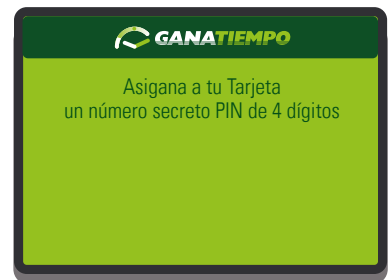 GANATIEMPO
Asigana a tu Tarjeta
un número secreto PIN de 4 dígitos